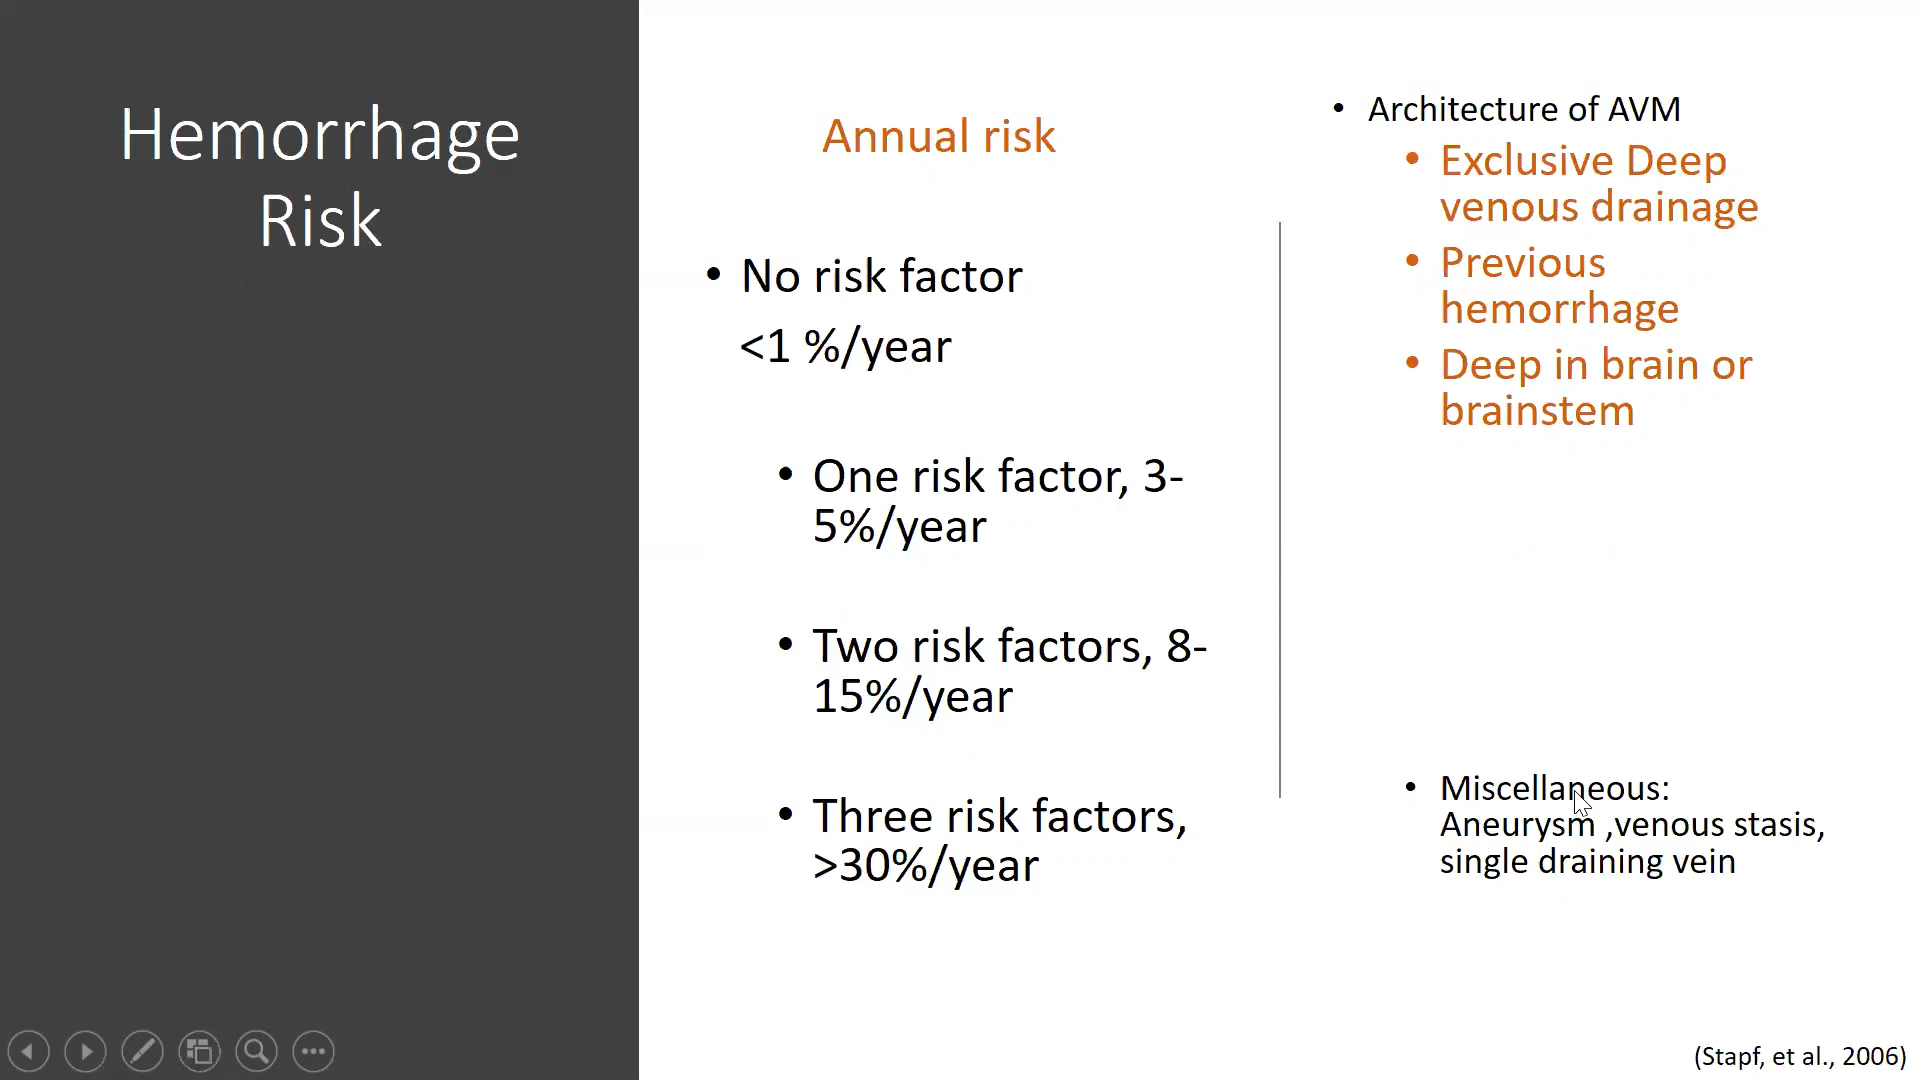 Hemorrhage
Risk
Annual risk
• No risk factor
<1 %/year
• One risk factor, 3-
5%/year
• Two risk factors, 8-
15%/year
• Three risk factors,
>30%/year
• Architecture of AVM
• Exclusive Deep
venous drainage
• Previous
hemorrhage
• Deep in brain or
brainstem
• Miscellaneous:
Aneurysm ,venous stasis,
single draining vein
(Stapf, et al., 2006)